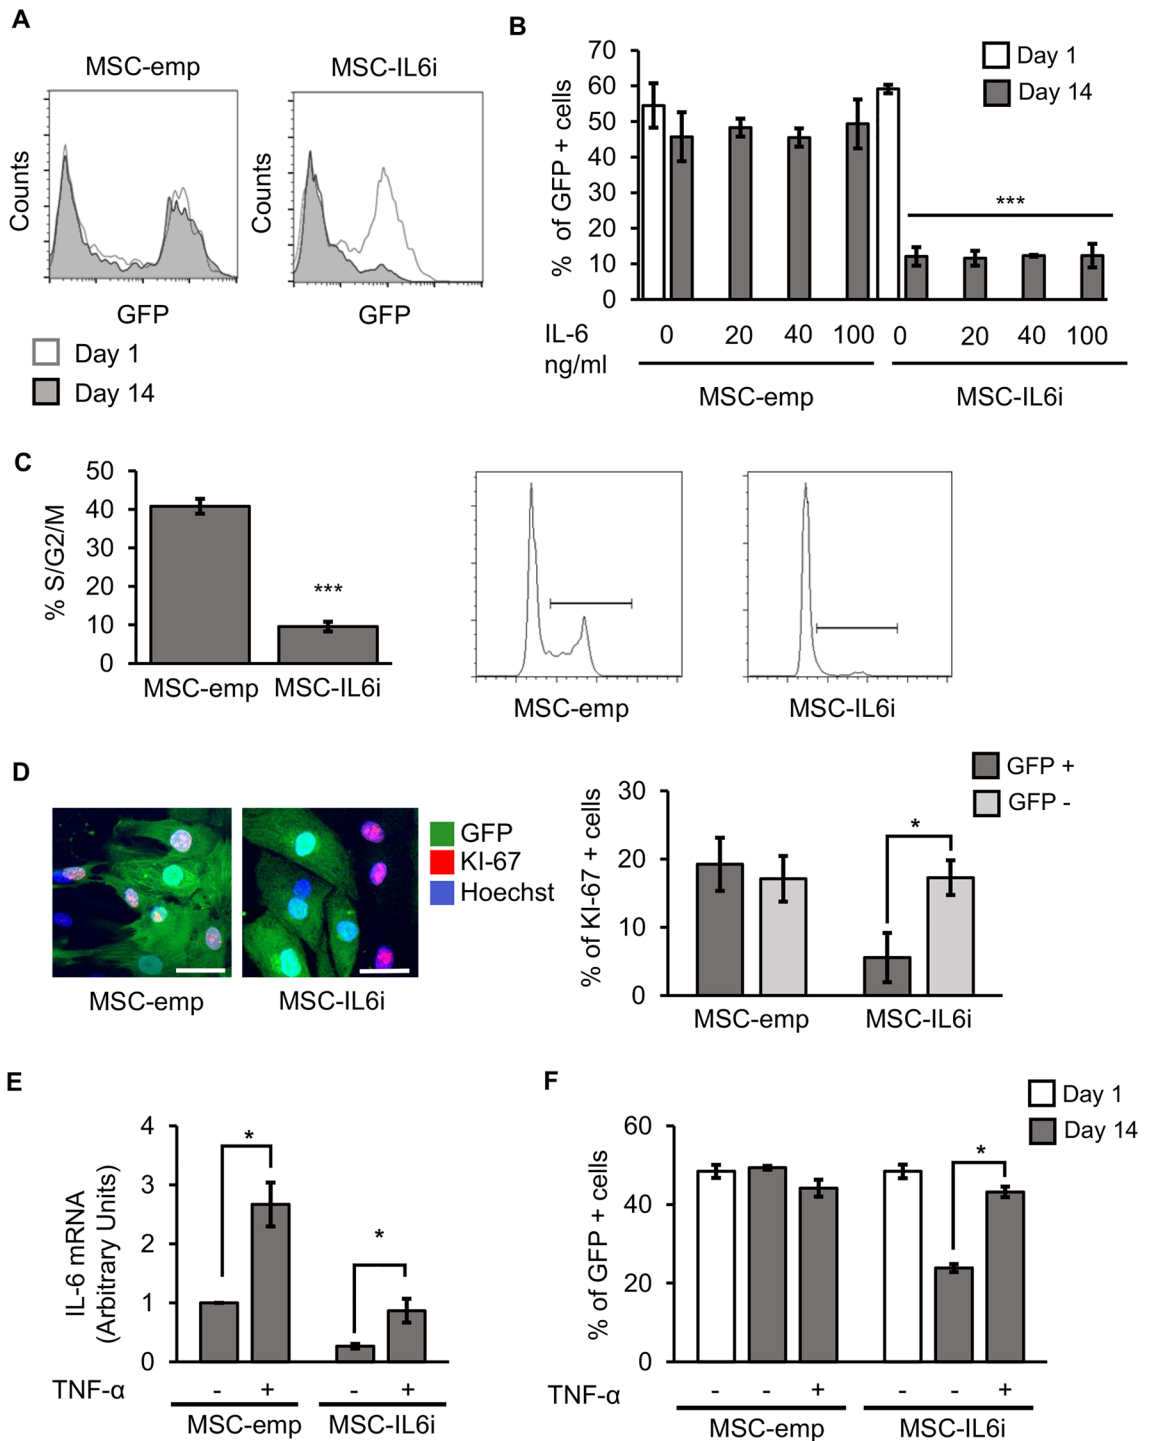 A
MSC-emp
MSC-IL6i
Counts
Counts
GFP
GFP
Day 1
Day 14
B
Day 1
Day 14
% of GFP + cells
70
60
50
40
30
20
10
0
***
IL-6 ng/ml
0 20 40 100 0 20 40 100
MSC-emp MSC-IL6i
C
% S/G2/M
50
40
30
20
10
0
***
MSC-emp MSC-IL6i
MSC-emp
MSC-IL6i
D
GFP
KI-67
Hoechst
MSC-emp
MSC-IL6i
GFP +
GFP -
% of KI-67 + cells
30
20
10
0
*
MSC-emp MSC-IL6i
E
IL-6 mRNA
(Arbitrary Units)
4
3
2
1
0
*
*
TNF-α - + - +
MSC-emp MSC-IL6i
F
Day 1
Day 14
% of GFP + cells
60
40
20
0
*
TNF-α - - + - - +
MSC-emp MSC-IL6i